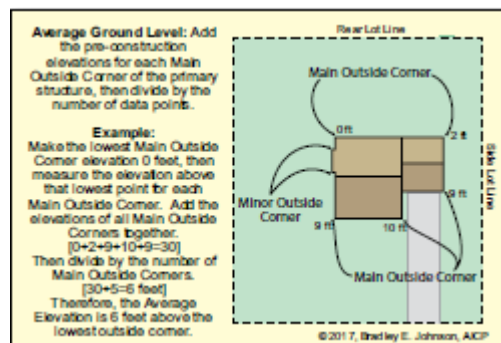 Average Ground Level: Add
the pre-construction
elevations for each Main
Outside Corner of the primary
structure, then divide by the
number of data points.
Example:
Make the lowest Main Outside
Corner elevation 0 feet, then
measure the elevation above
that lowest point for each
Main Outside Corner. Add the
elevations of all Main Outside
Corners together.
[0+2+9+10+9=30]
Then divide by the number of
Main Outside Corners.
[30÷5=6 feet]
Therefore, the Average
Elevation is 6 feet above the
lowest outside corner.
Rear Lot Line
Main Outside Corner
0 ft
2 ft
Side Lot Line
Minor Outside
Corner
9 ft
9 ft
10 ft
Main Outside Corner
©2017, Bradley E. Johnson, AICP